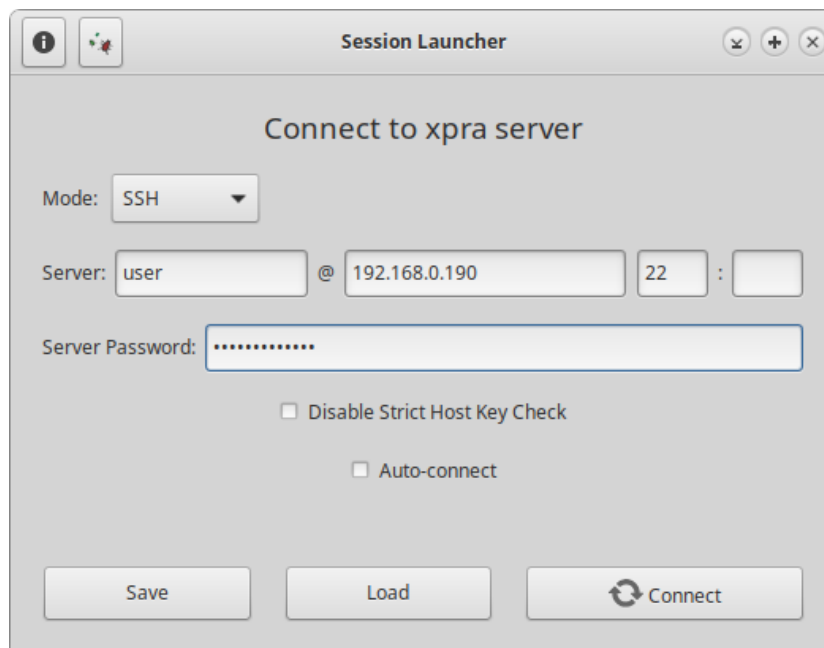 Session Launcher
Connect to xpra server
Mode: SSH
Server: user @ 192.168.0.190 22 :
Server Password: •••••••••••••
Disable Strict Host Key Check
Auto-connect
Save Load Connect